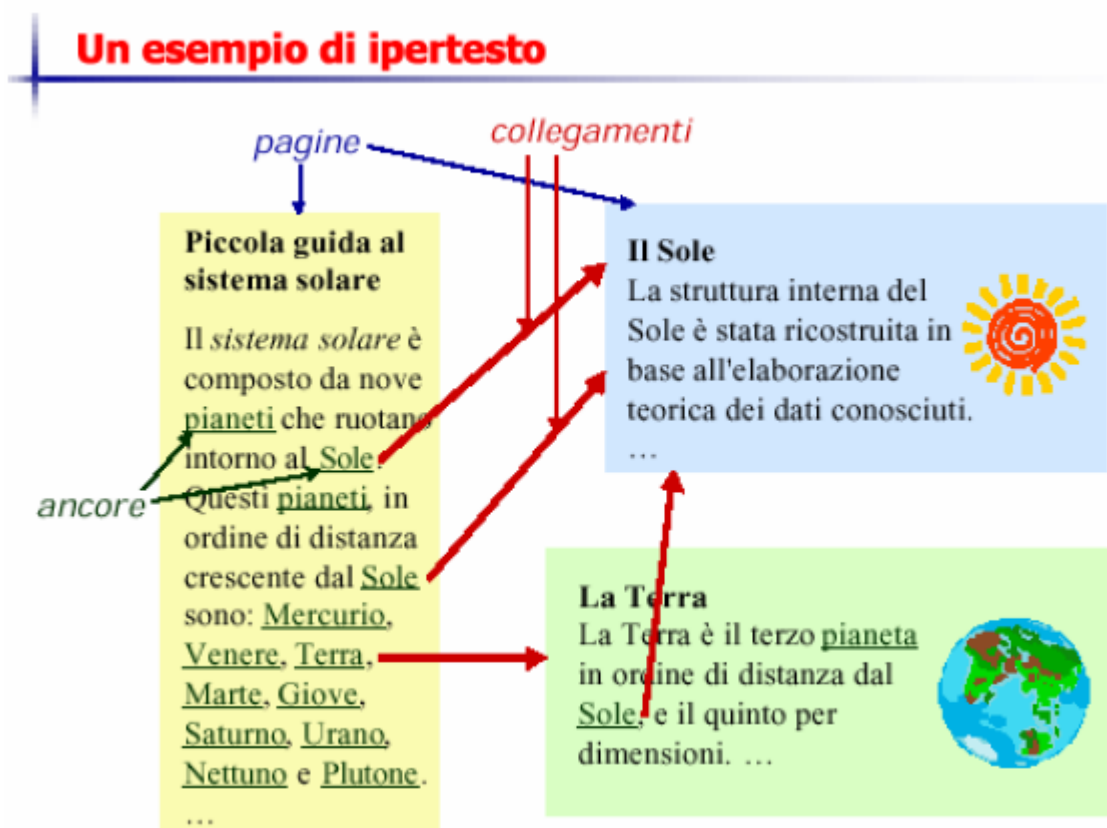 Un esempio di ipertesto
pagine
collegamenti
Piccola guida al
sistema solare
Il sistema solare è
composto da nove
pianeti che ruotano
intorno al Sole.
Questi pianeti, in
ordine di distanza
crescente dal Sole
sono: Mercurio,
Venere, Terra,
Marte, Giove,
Saturno, Urano,
Nettuno e Plutone.
…
ancore
Il Sole
La struttura interna del
Sole è stata ricostruita in
base all'elaborazione
teorica dei dati conosciuti.
…
La Terra
La Terra è il terzo pianeta
in ordine di distanza dal
Sole, e il quinto per
dimensioni. …